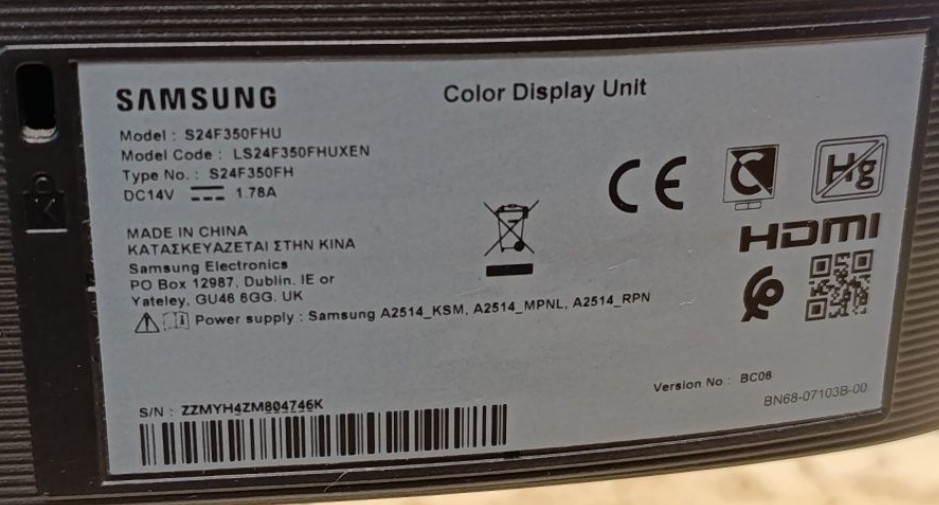 SAMSUNG
Color Display Unit
Model : S24F350FHU
Model Code : LS24F350FHUXEN
Type No. : S24F350FH
DC14V 1.78A
CE
Hg
HDMI
MADE IN CHINA
ΚΑΤΑΣΚΕΥΑΖΕΤΑΙ ΣΤΗΝ ΚΙΝΑ
Samsung Electronics
PO Box 12987, Dublin. IE or
Yateley, GU46 6GG. UK
Power supply : Samsung A2514_KSM, A2514_MPNL, A2514_RPN
Version No : BC06
BN68-07103B-00
S/N : ZZMYH4ZM804746K